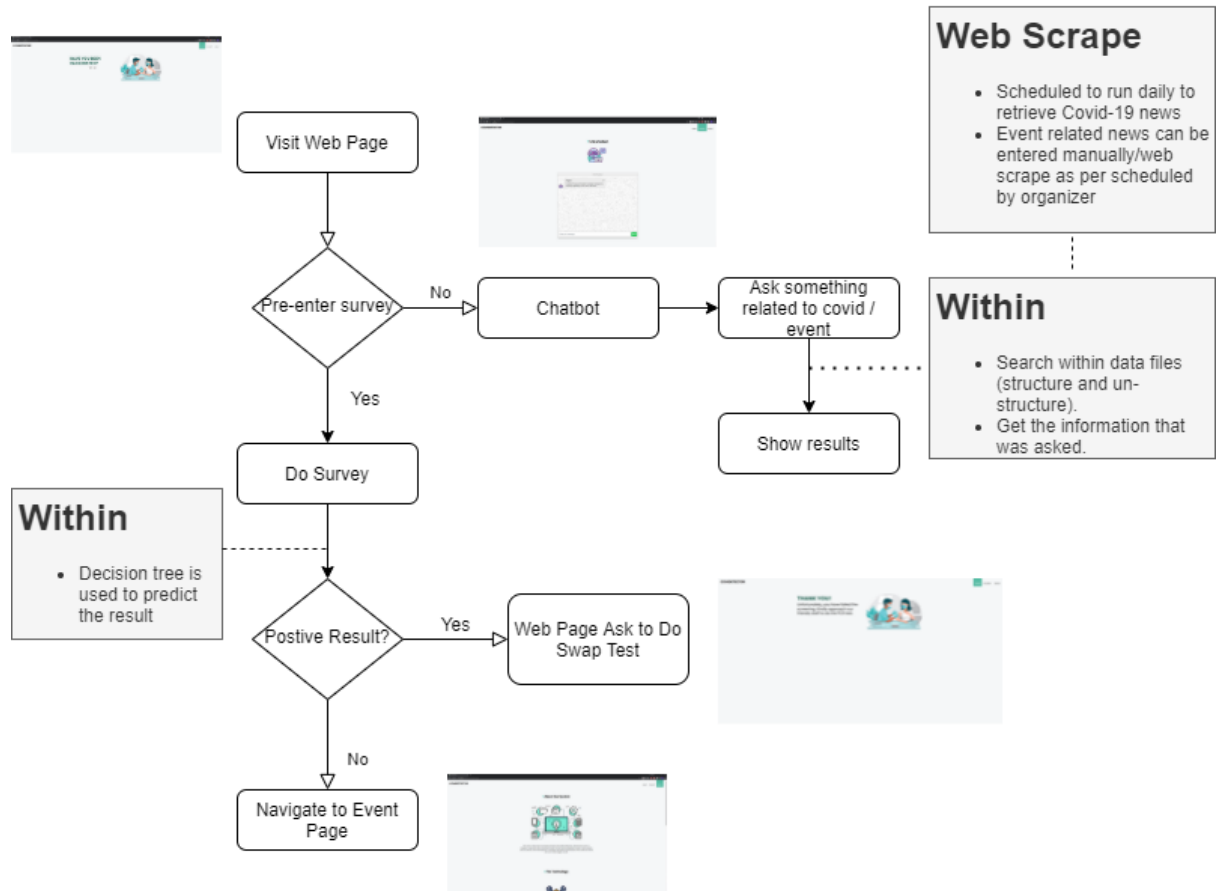 Web Scrape
• Scheduled to run daily to
retrieve Covid-19 news
• Event related news can be
entered manually/web
scrape as per scheduled
by organizer
Visit Web Page
Pre-enter survey
No
Chatbot
Ask something
related to covid /
event
Within
• Search within data files
(structure and un-
structure).
• Get the information that
was asked.
Yes
Show results
Do Survey
Within
• Decision tree is
used to predict
the result
Postive Result?
Yes
Web Page Ask to Do
Swap Test
THANK YOU!
No
Navigate to Event
Page